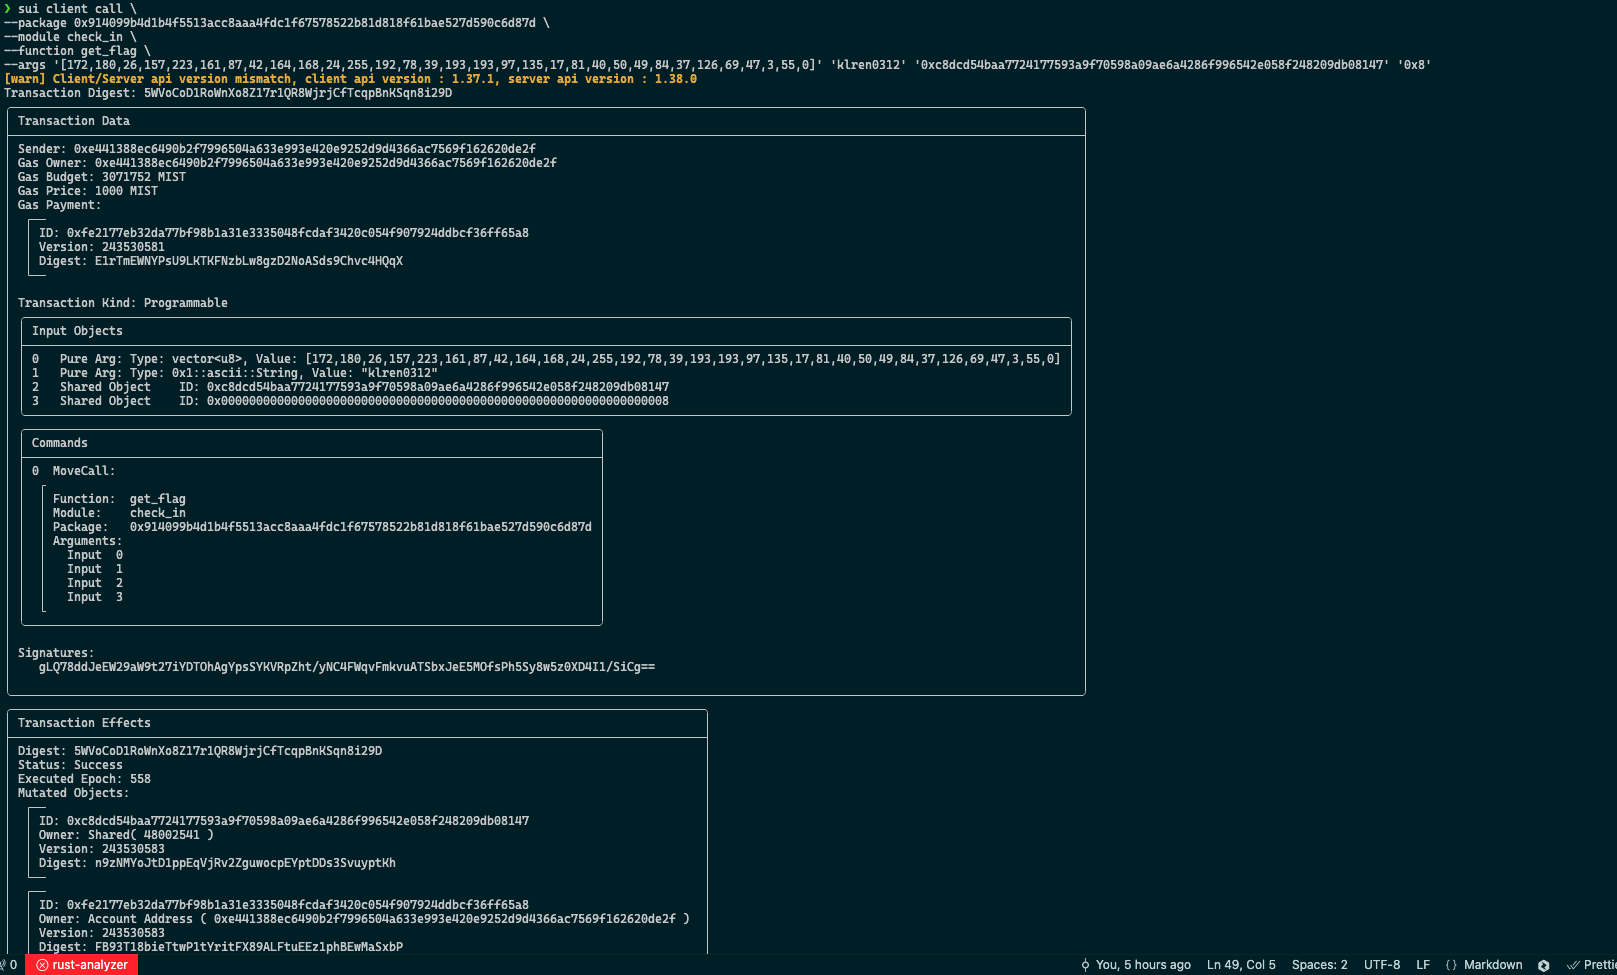 ❯ sui client call \
--package 0x914099b4d1b4f5513acc8aaa4fdc1f67578522b81d818f61bae527d590c6d87d \
--module check_in \
--function get_flag \
--args '[172,180,26,157,223,161,87,42,164,168,24,255,192,78,39,193,193,97,135,17,81,40,50,49,84,37,126,69,47,3,55,0]' 'klren0312' '0xc8dcd54baa7724177593a9f70598a09ae6a4286f996542e058f248209db08147' '0x8'
[warn] Client/Server api version mismatch, client api version : 1.37.1, server api version : 1.38.0
Transaction Digest: 5WVoCoD1RoWnXo8Z17r1QR8WjrjCfTcqpBnKSqn8i29D
Transaction Data
Sender: 0xe441388ec6490b2f7996504a633e993e420e9252d9d4366ac7569f162620de2f
Gas Owner: 0xe441388ec6490b2f7996504a633e993e420e9252d9d4366ac7569f162620de2f
Gas Budget: 3071752 MIST
Gas Price: 1000 MIST
Gas Payment:
ID: 0xfe2177eb32da77bf98b1a31e3335048fcdaf3420c054f907924ddbcf36ff65a8
Version: 243530581
Digest: E1rTmEWNYPsU9LKTKFNzbLw8gzD2NoASds9Chvc4HQqX
Transaction Kind: Programmable
Input Objects
0 Pure Arg: Type: vector<u8>, Value: [172,180,26,157,223,161,87,42,164,168,24,255,192,78,39,193,193,97,135,17,81,40,50,49,84,37,126,69,47,3,55,0]
1 Pure Arg: Type: 0x1::ascii::String, Value: "klren0312"
2 Shared Object ID: 0xc8dcd54baa7724177593a9f70598a09ae6a4286f996542e058f248209db08147
3 Shared Object ID: 0x0000000000000000000000000000000000000000000000000000000000000008
Commands
0 MoveCall:
Function: get_flag
Module: check_in
Package: 0x914099b4d1b4f5513acc8aaa4fdc1f67578522b81d818f61bae527d590c6d87d
Arguments:
Input 0
Input 1
Input 2
Input 3
Signatures:
gLQ78ddJeEW29aW9t27iYDTOhAgYpsSYKVRpZht/yNC4FWqvFmkvuATSbxJeE5MOfsPh5Sy8w5z0XD4I1/SiCg==
Transaction Effects
Digest: 5WVoCoD1RoWnXo8Z17r1QR8WjrjCfTcqpBnKSqn8i29D
Status: Success
Executed Epoch: 558
Mutated Objects:
ID: 0xc8dcd54baa7724177593a9f70598a09ae6a4286f996542e058f248209db08147
Owner: Shared( 48002541 )
Version: 243530583
Digest: n9zNMYoJtD1ppEqVjRv2ZguwocpEYptDDs3SvuyptKh
ID: 0xfe2177eb32da77bf98b1a31e3335048fcdaf3420c054f907924ddbcf36ff65a8
Owner: Account Address ( 0xe441388ec6490b2f7996504a633e993e420e9252d9d4366ac7569f162620de2f )
Version: 243530583
Digest: FB93T18bieTtwP1tYritFX89ALFtuEEz1phBEwMaSxbP
0 rust-analyzer You, 5 hours ago Ln 49, Col 5 Spaces: 2 UTF-8 LF {} Markdown